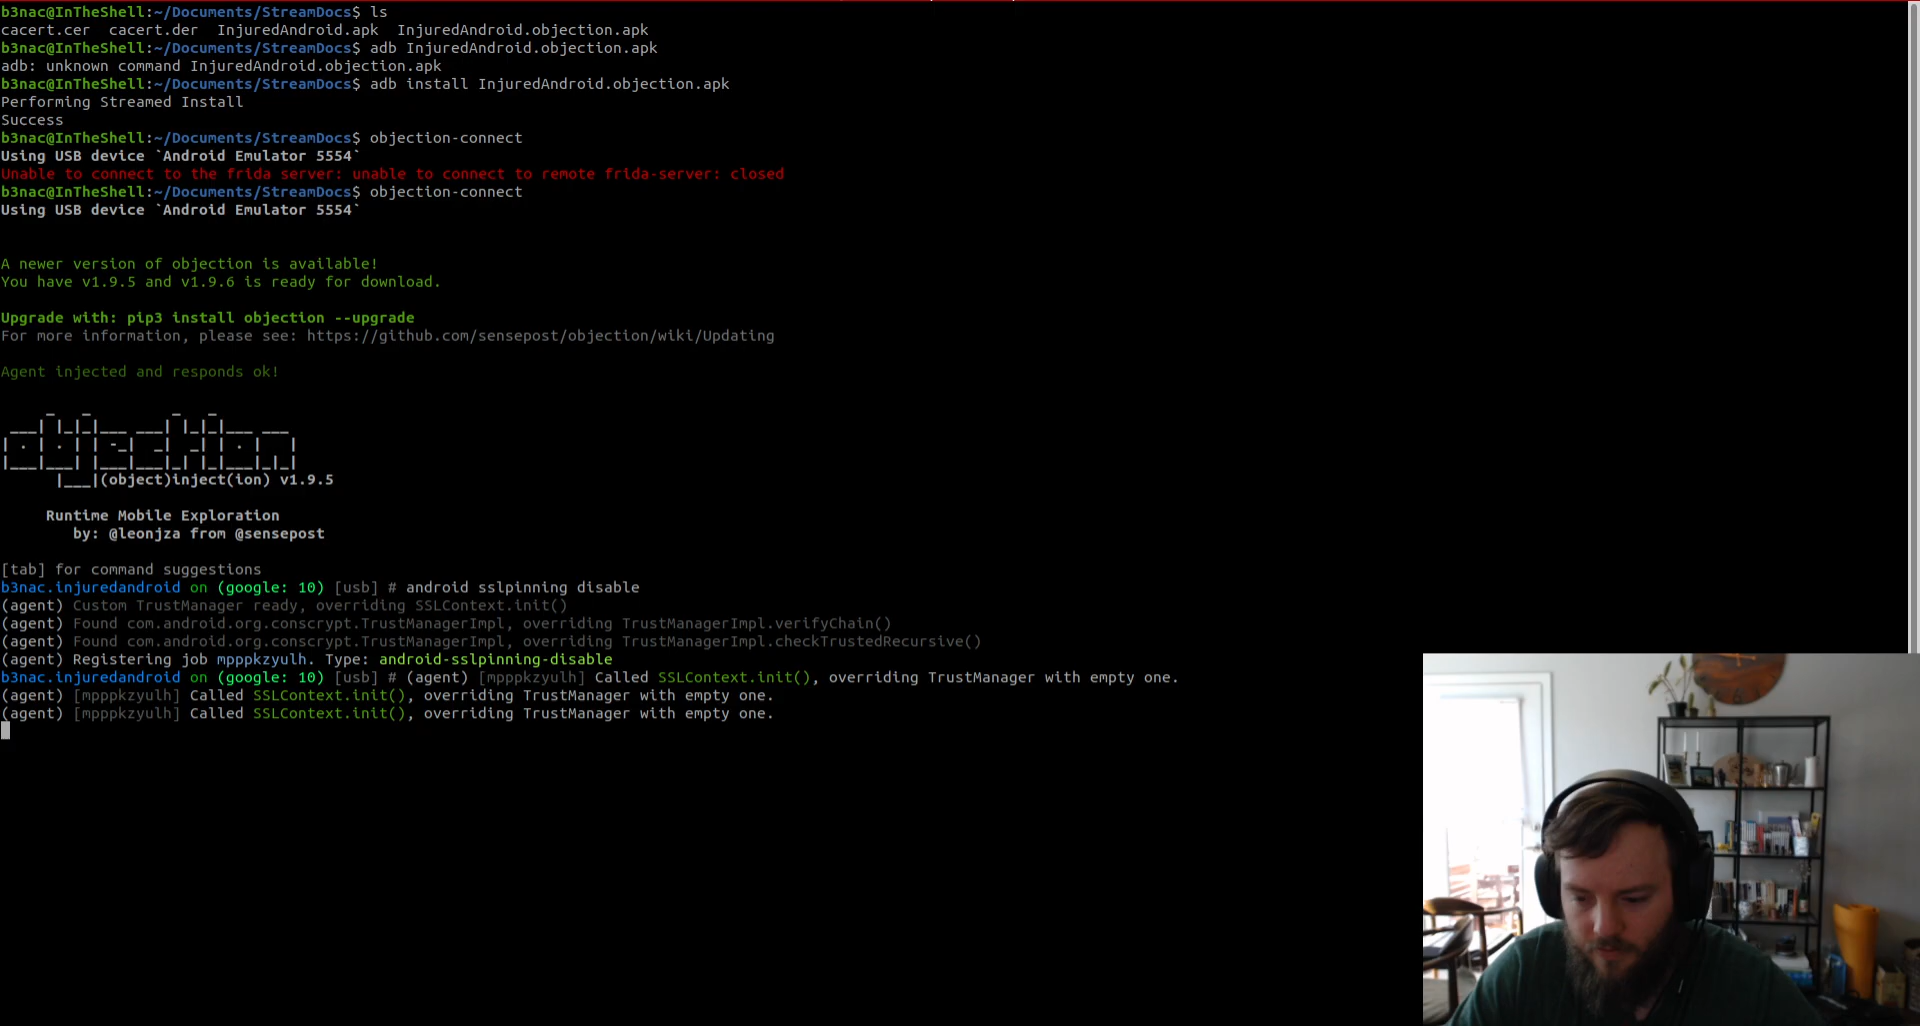 b3nac@InTheShell:~/Documents/StreamDocs$ ls
cacert.cer  cacert.der  InjuredAndroid.apk  InjuredAndroid.objection.apk
b3nac@InTheShell:~/Documents/StreamDocs$ adb InjuredAndroid.objection.apk
adb: unknown command InjuredAndroid.objection.apk
b3nac@InTheShell:~/Documents/StreamDocs$ adb install InjuredAndroid.objection.apk
Performing Streamed Install
Success
b3nac@InTheShell:~/Documents/StreamDocs$ objection-connect
Using USB device `Android Emulator 5554`
Unable to connect to the frida server: unable to connect to remote frida-server: closed
b3nac@InTheShell:~/Documents/StreamDocs$ objection-connect
Using USB device `Android Emulator 5554`
A newer version of objection is available!
You have v1.9.5 and v1.9.6 is ready for download.
Upgrade with: pip3 install objection --upgrade
For more information, please see: https://github.com/sensepost/objection/wiki/Updating
Agent injected and responds ok!
objection
(object)inject(ion) v1.9.5
Runtime Mobile Exploration
by: @leonjza from @sensepost
[tab] for command suggestions
b3nac.injuredandroid on (google: 10) [usb] # android sslpinning disable
(agent) Custom TrustManager ready, overriding SSLContext.init()
(agent) Found com.android.org.conscrypt.TrustManagerImpl, overriding TrustManagerImpl.verifyChain()
(agent) Found com.android.org.conscrypt.TrustManagerImpl, overriding TrustManagerImpl.checkTrustedRecursive()
(agent) Registering job mpppkzyulh. Type: android-sslpinning-disable
b3nac.injuredandroid on (google: 10) [usb] # (agent) [mpppkzyulh] Called SSLContext.init(), overriding TrustManager with empty one.
(agent) [mpppkzyulh] Called SSLContext.init(), overriding TrustManager with empty one.
(agent) [mpppkzyulh] Called SSLContext.init(), overriding TrustManager with empty one.